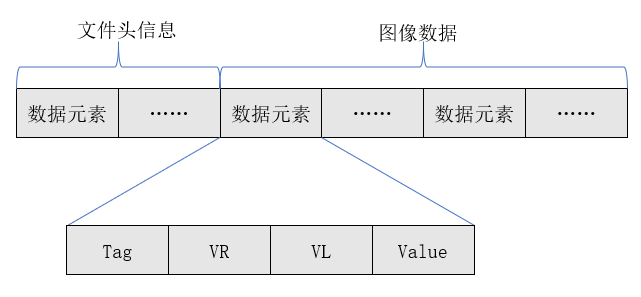 文件头信息
图像数据
数据元素 …… 数据元素 …… 数据元素 ……
Tag VR VL Value